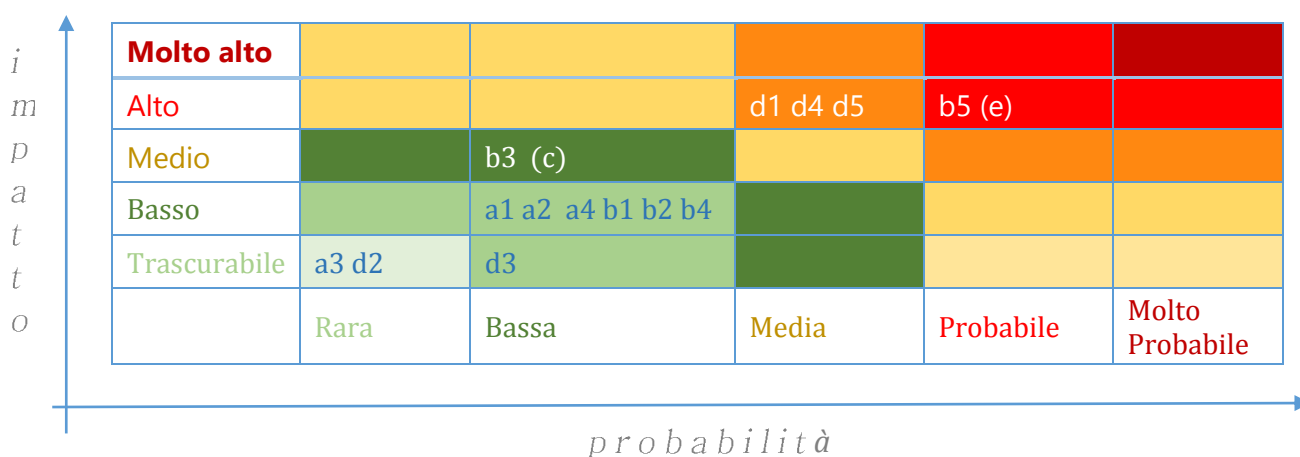 impatto
Molto alto
Alto d1 d4 d5 b5 (e)
Medio b3 (c)
Basso a1 a2 a4 b1 b2 b4
Trascurabile a3 d2 d3
Rara Bassa Media Probabile Molto Probabile
probabilità